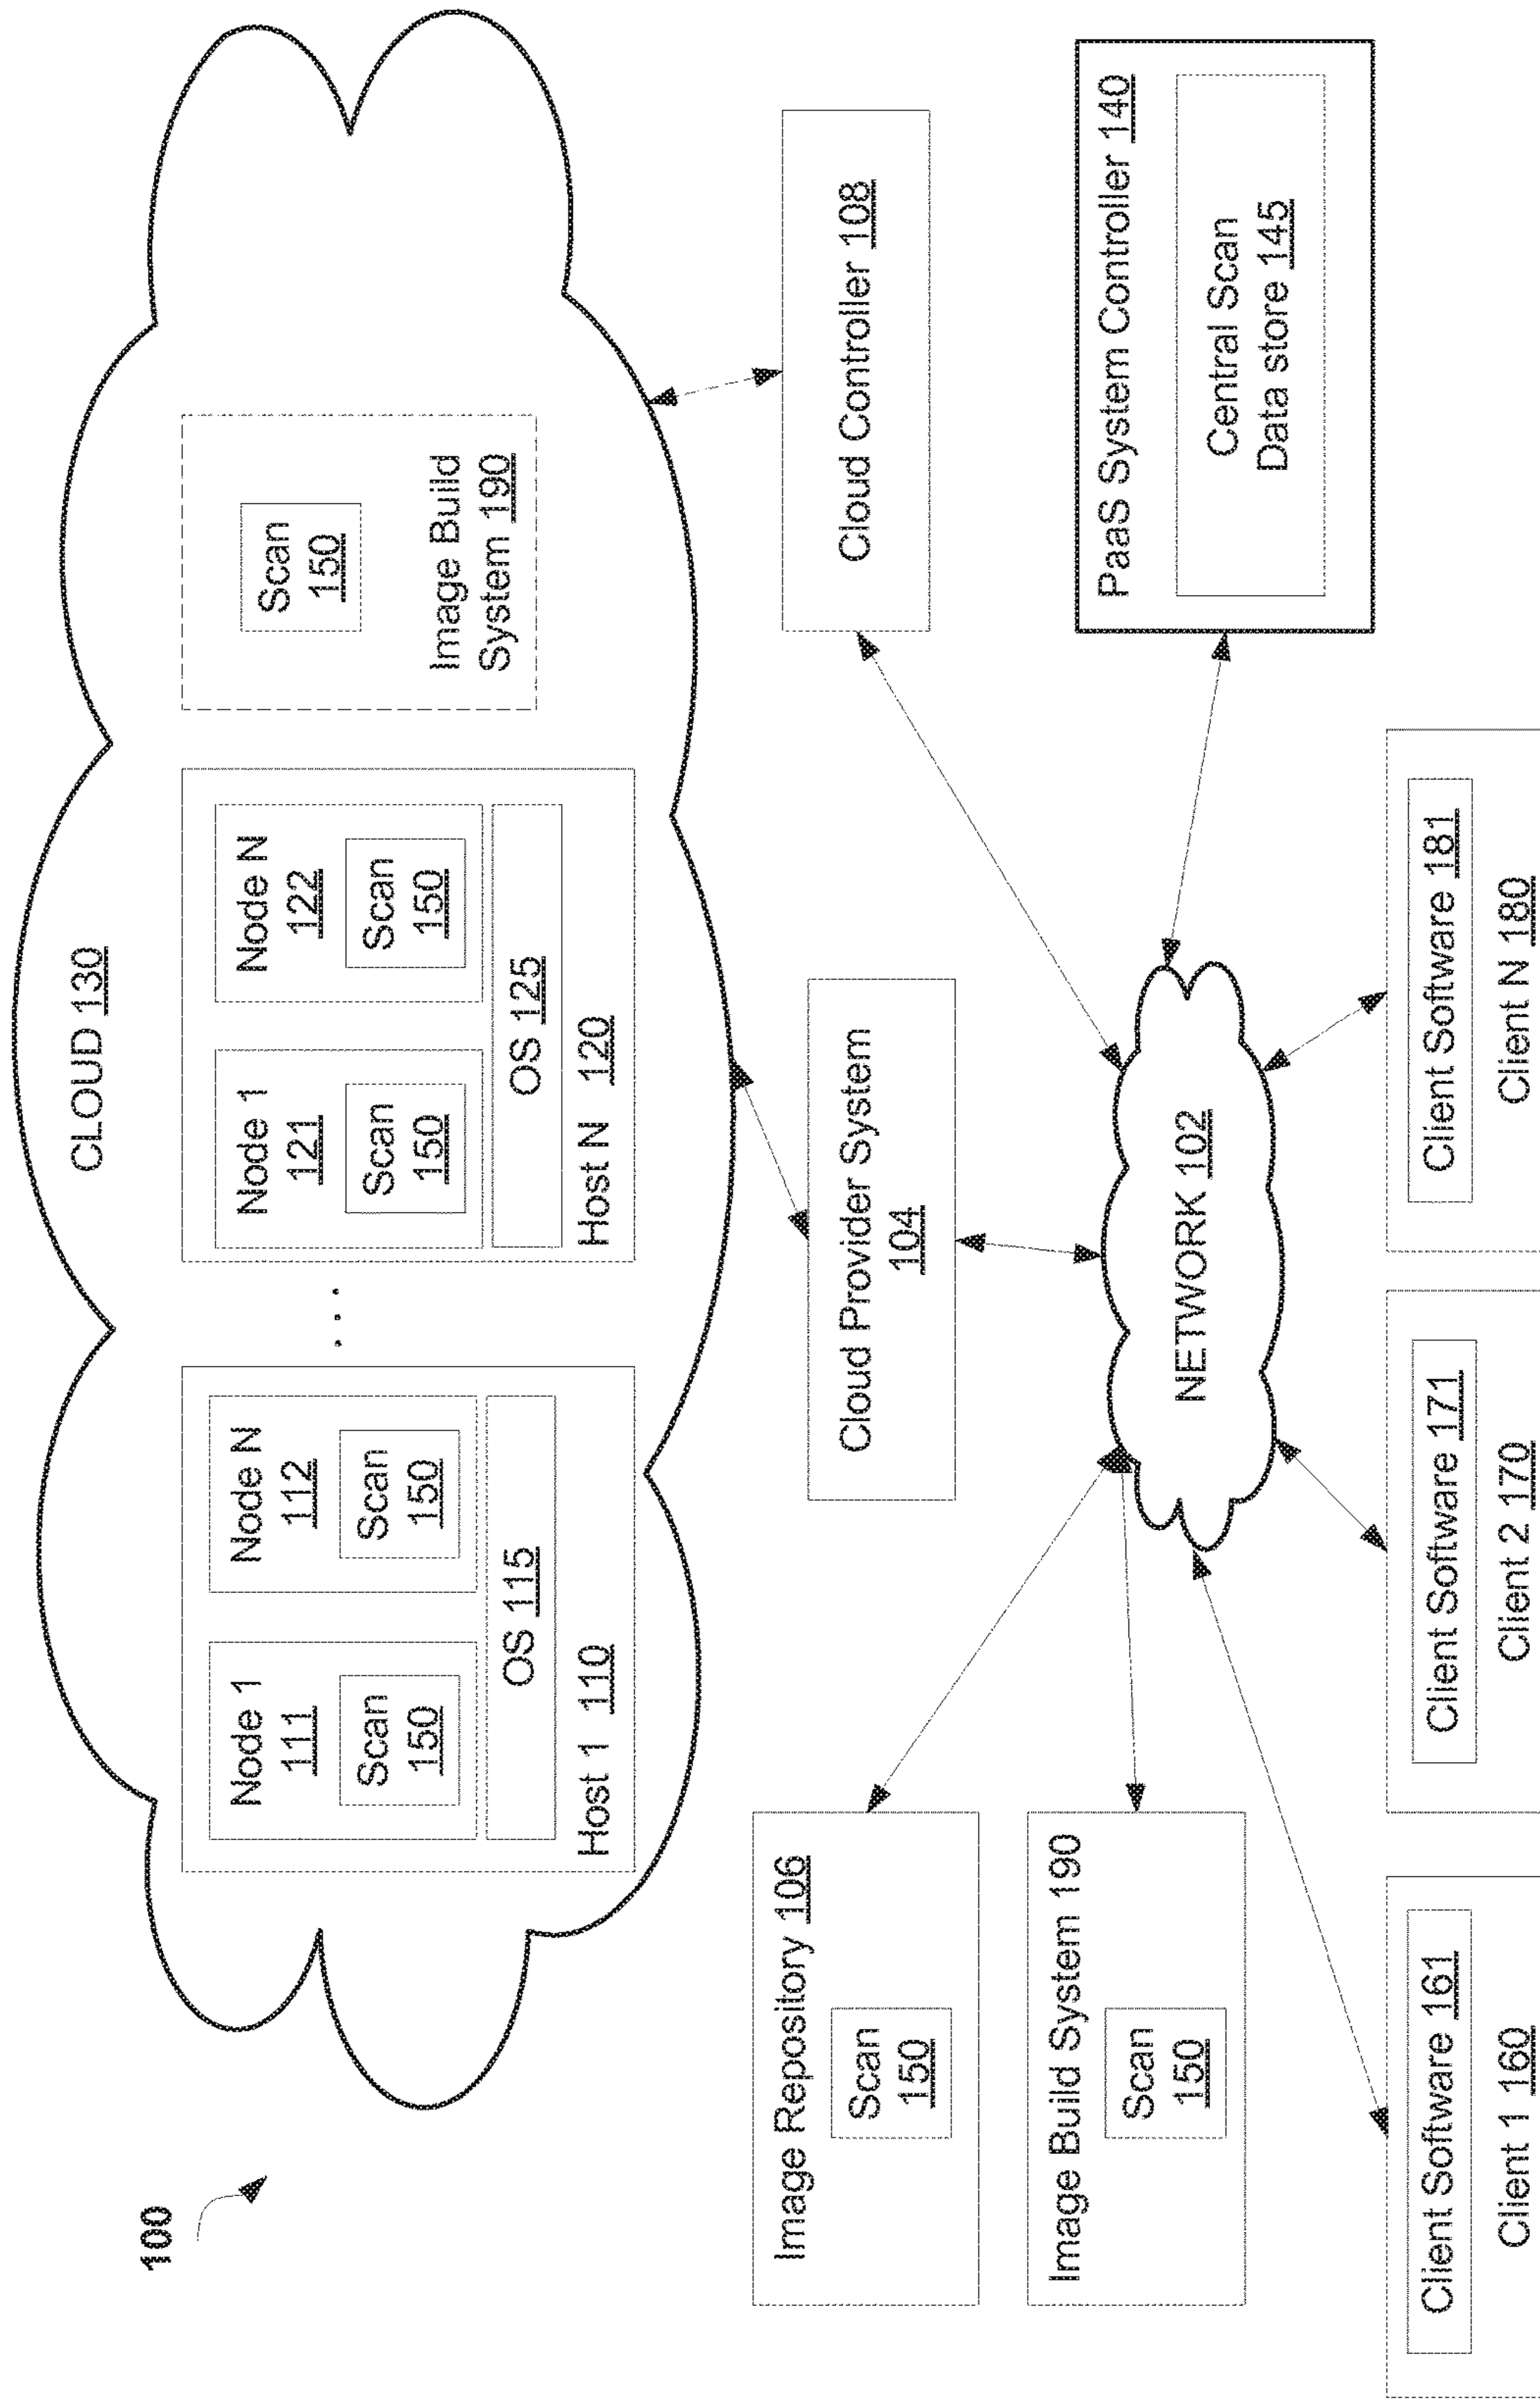 100
CLOUD 130
Node 1
111
Scan
150
Node N
112
Scan
150
OS 115
Host 1 110
. . .
Node 1
121
Scan
150
Node N
122
Scan
150
OS 125
Host N 120
Scan
150
Image Build
System 190
Image Repository 106
Scan
150
Cloud Provider System
104
Cloud Controller 108
Image Build System 190
Scan
150
NETWORK 102
PaaS System Controller 140
Central Scan
Data store 145
Client Software 161
Client 1 160
Client Software 171
Client 2 170
Client Software 181
Client N 180